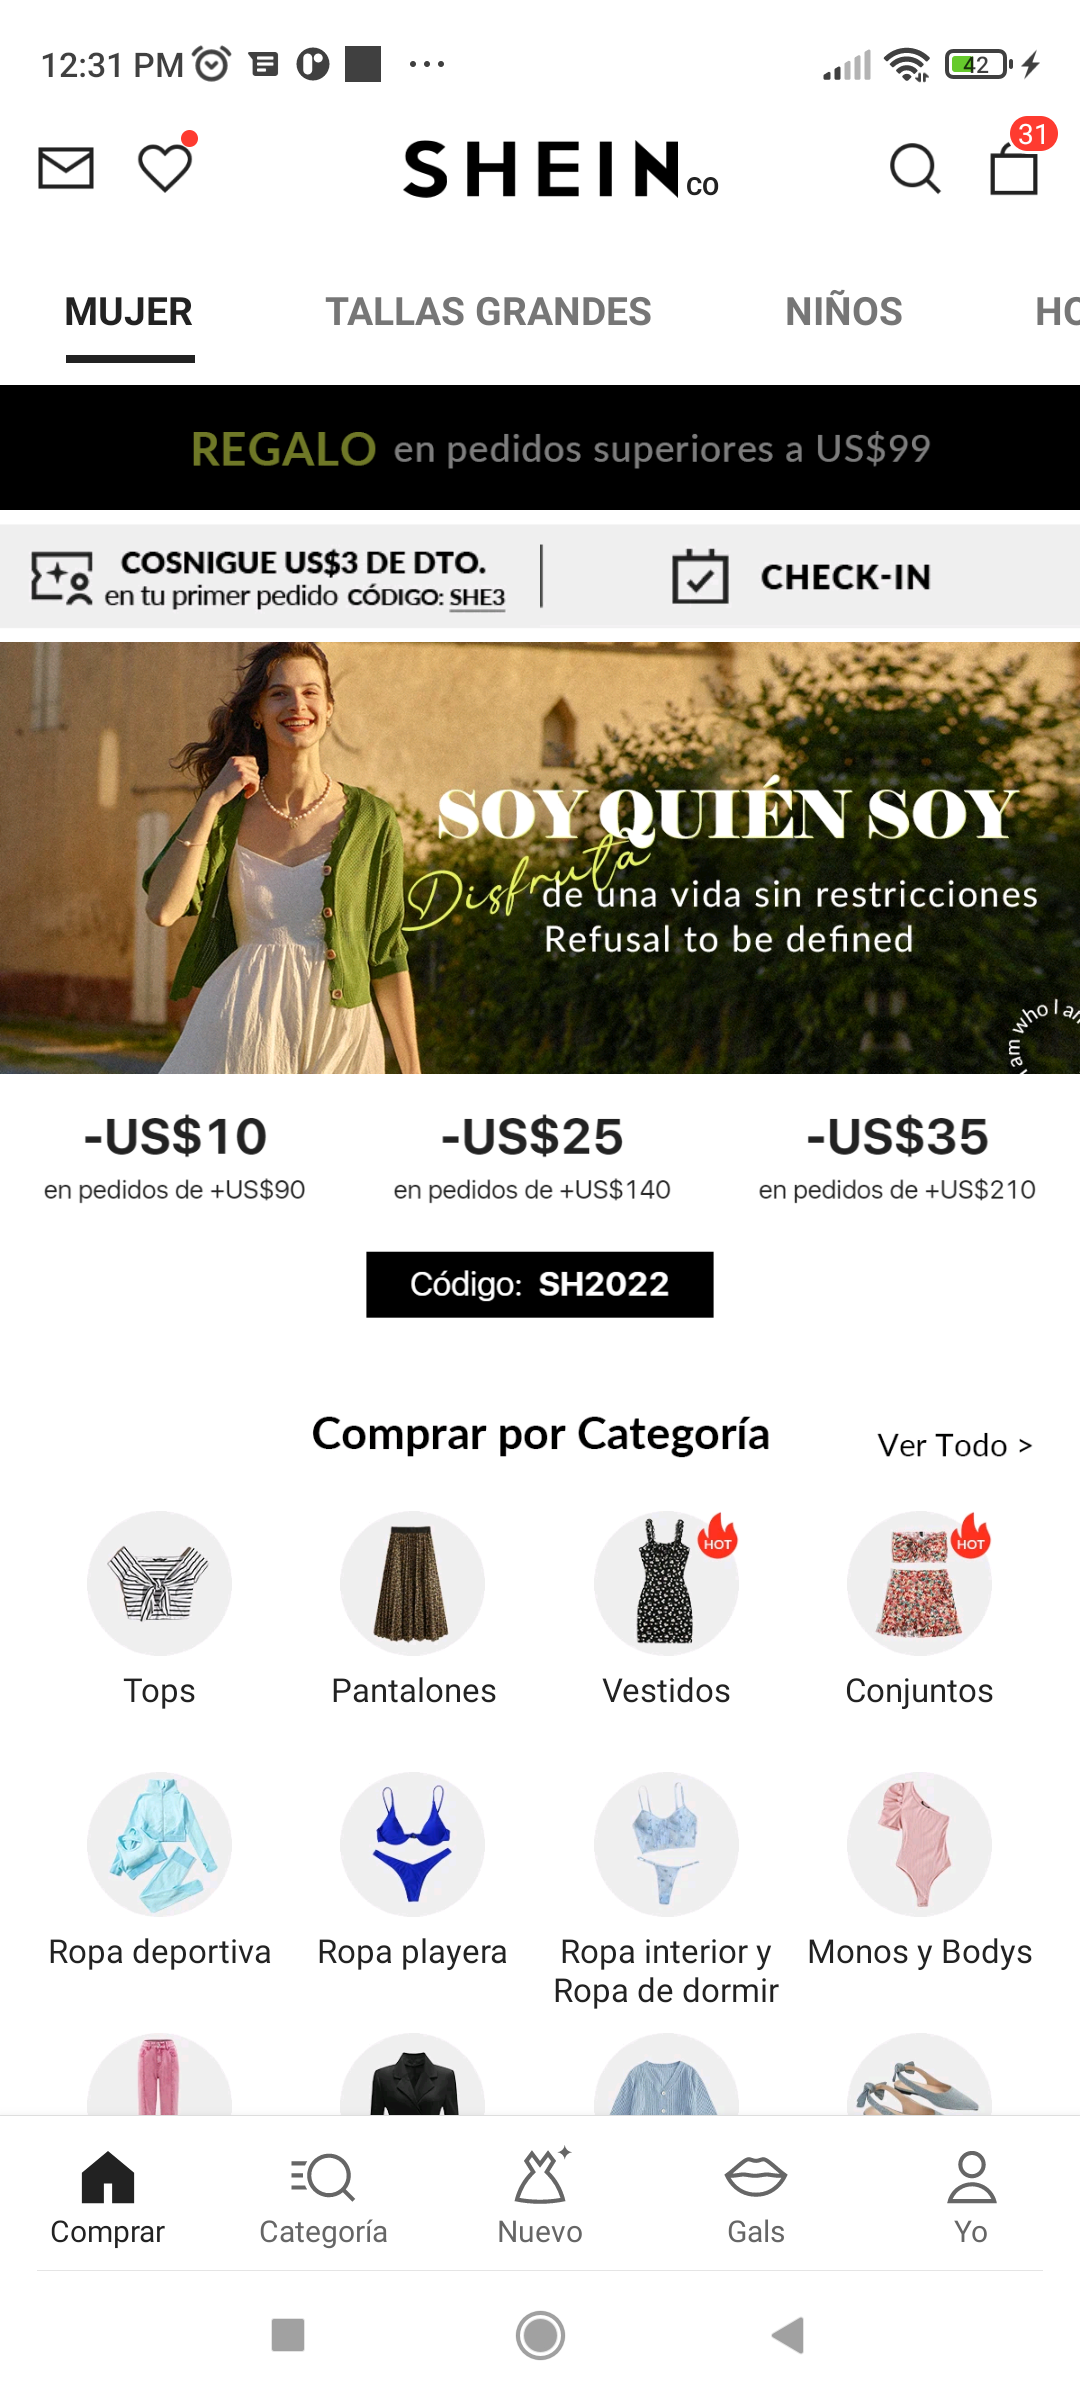 12:31 PM
42
31
SHEIN CO
MUJER TALLAS GRANDES NIÑOS HO
REGALO en pedidos superiores a US$99
COSNIGUE US$3 DE DTO.
en tu primer pedido CÓDIGO: SHE3
CHECK-IN
SOY QUIÉN SOY
Disfruta
de una vida sin restricciones
Refusal to be defined
am who I am
-US$10 -US$25 -US$35
en pedidos de +US$90 en pedidos de +US$140 en pedidos de +US$210
Código: SH2022
Comprar por Categoría
Ver Todo >
HOT HOT
Tops Pantalones Vestidos Conjuntos
Ropa deportiva Ropa playera Ropa interior y Monos y Bodys
Ropa de dormir
Comprar Categoría Nuevo Gals Yo